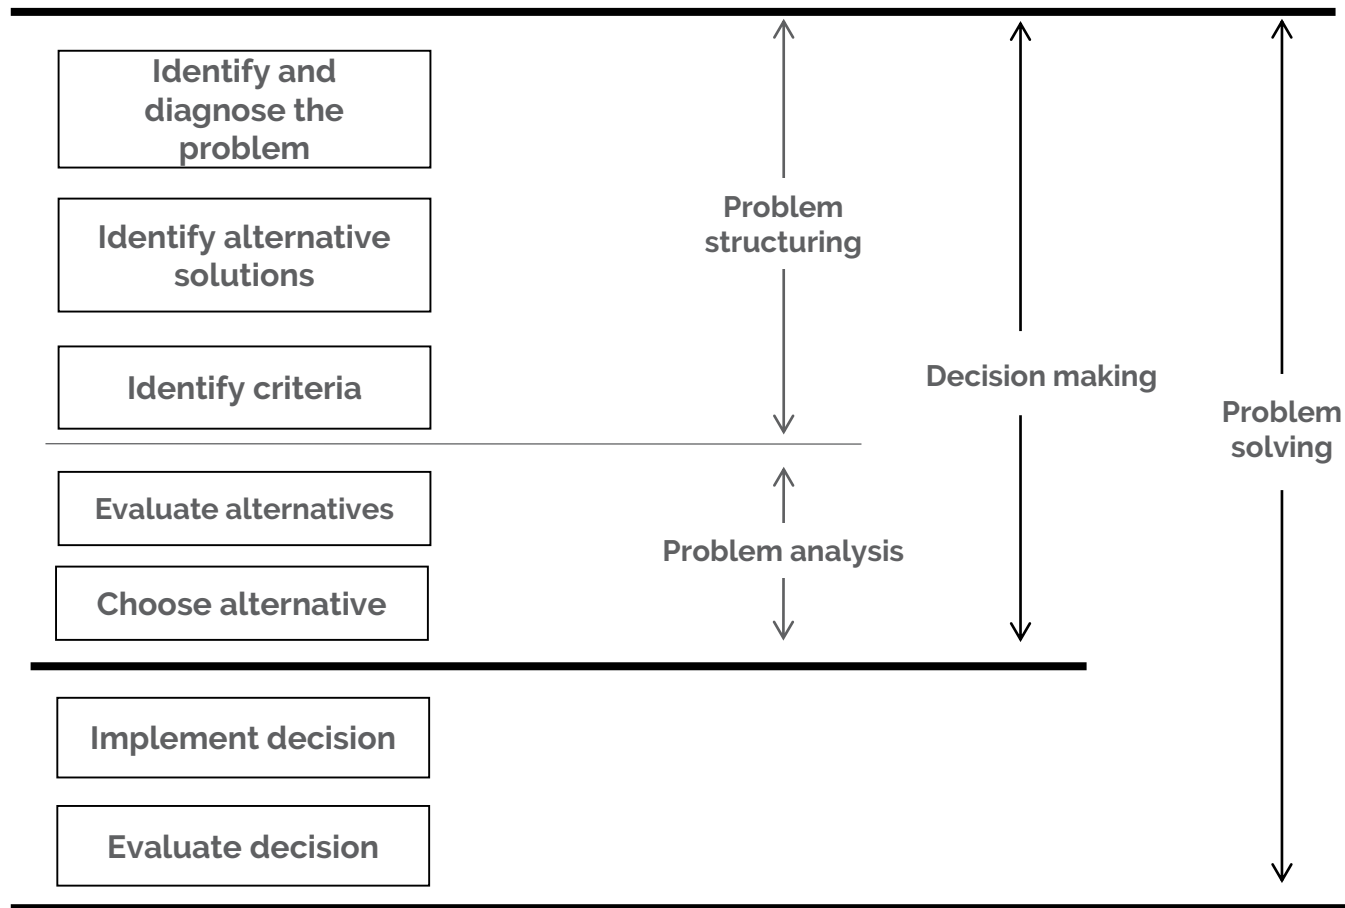 Identify and
diagnose the
problem
Identify alternative
solutions
Identify criteria
Evaluate alternatives
Choose alternative
Implement decision
Evaluate decision
Problem
structuring
Problem analysis
Decision making
Problem
solving